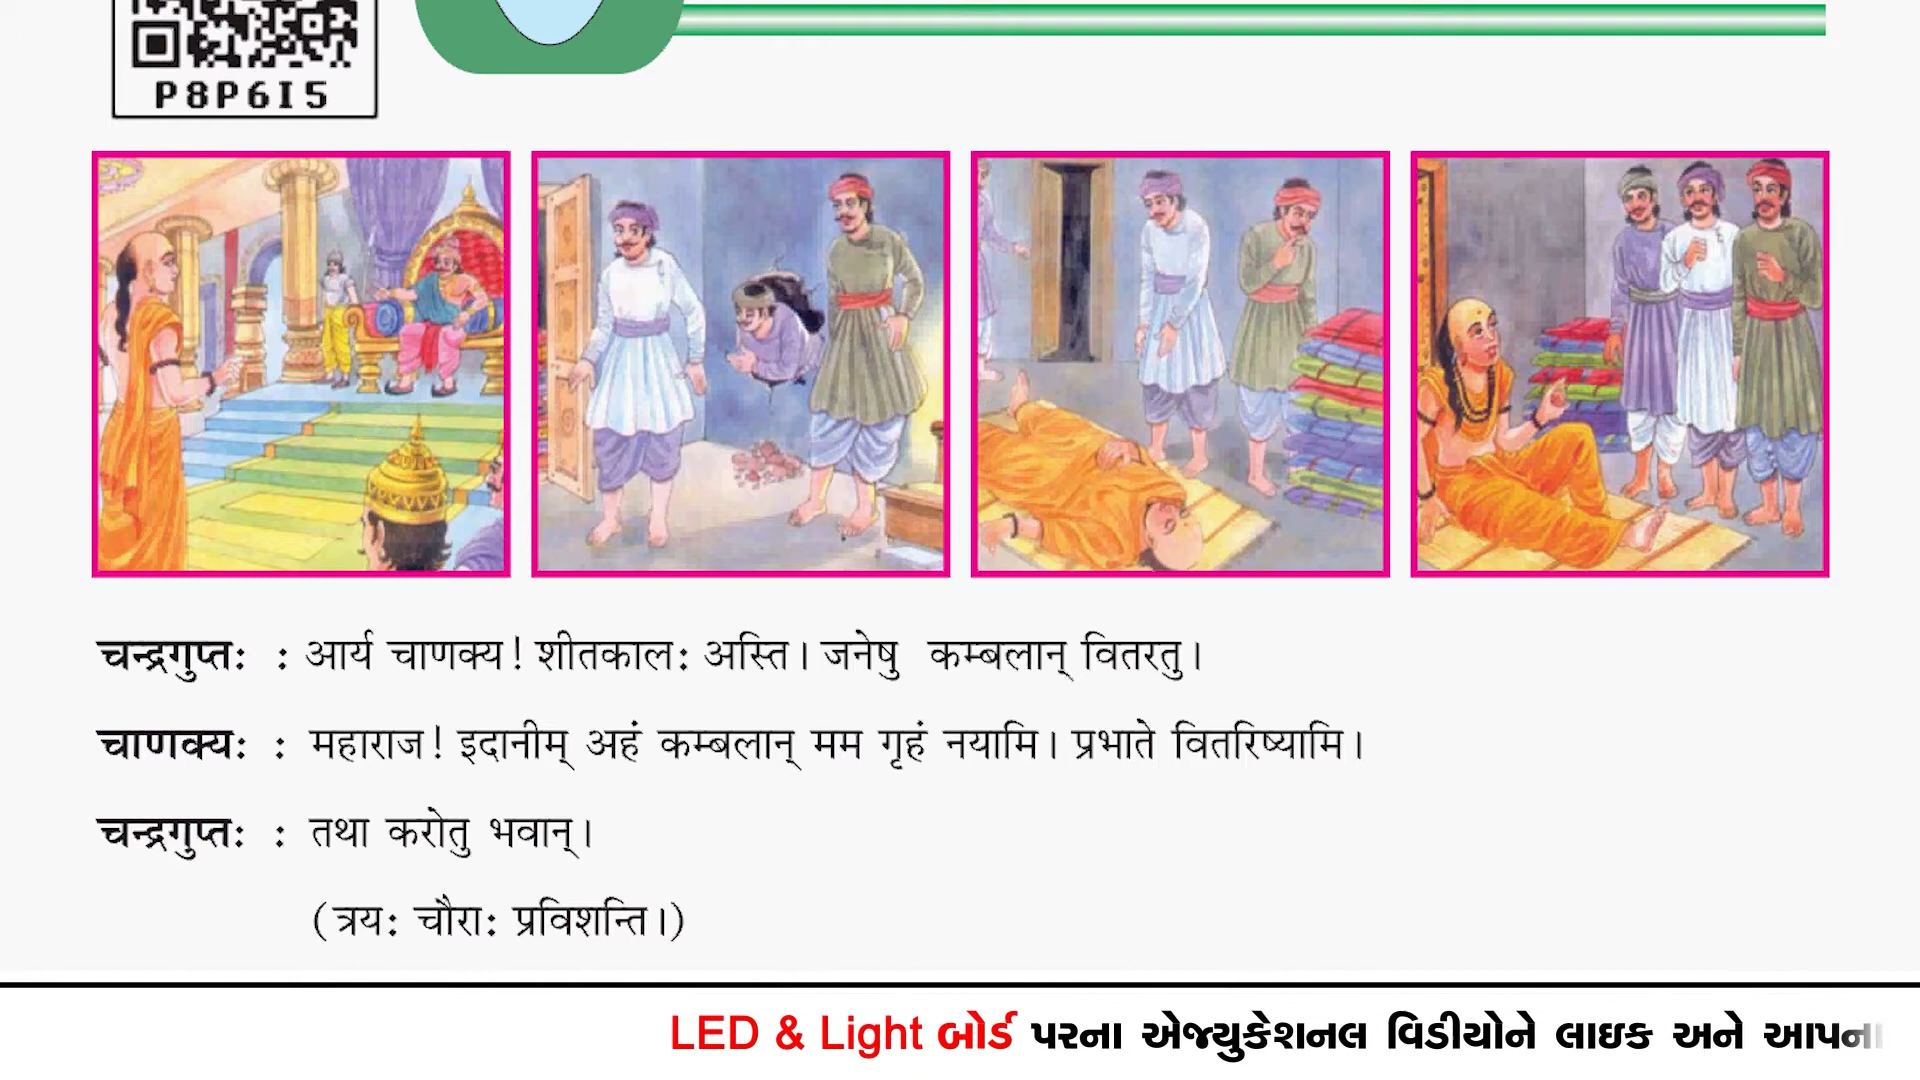 P8P6I5
चन्द्रगुप्तः : आर्य चाणक्य! शीतकालः अस्ति। जनेषु कम्बलान् वितरतु।
चाणक्यः : महाराज! इदानीम् अहं कम्बलान् मम गृहं नयामि। प्रभाते वितरिष्यामि।
चन्द्रगुप्तः : तथा करोतु भवान्।
(त्रयः चौराः प्रविशन्ति।)
LED & Light બોર્ડ પરના એજ્યુકેશનલ વિડીયોને લાઇક અને આપના